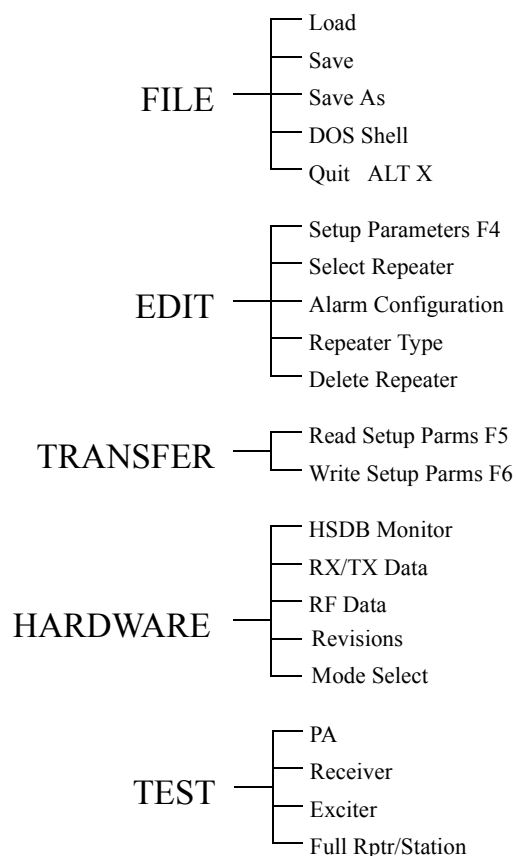 FILE
Load
Save
Save As
DOS Shell
Quit ALT X
EDIT
Setup Parameters F4
Select Repeater
Alarm Configuration
Repeater Type
Delete Repeater
TRANSFER
Read Setup Parms F5
Write Setup Parms F6
HARDWARE
HSDB Monitor
RX/TX Data
RF Data
Revisions
Mode Select
TEST
PA
Receiver
Exciter
Full Rptr/Station